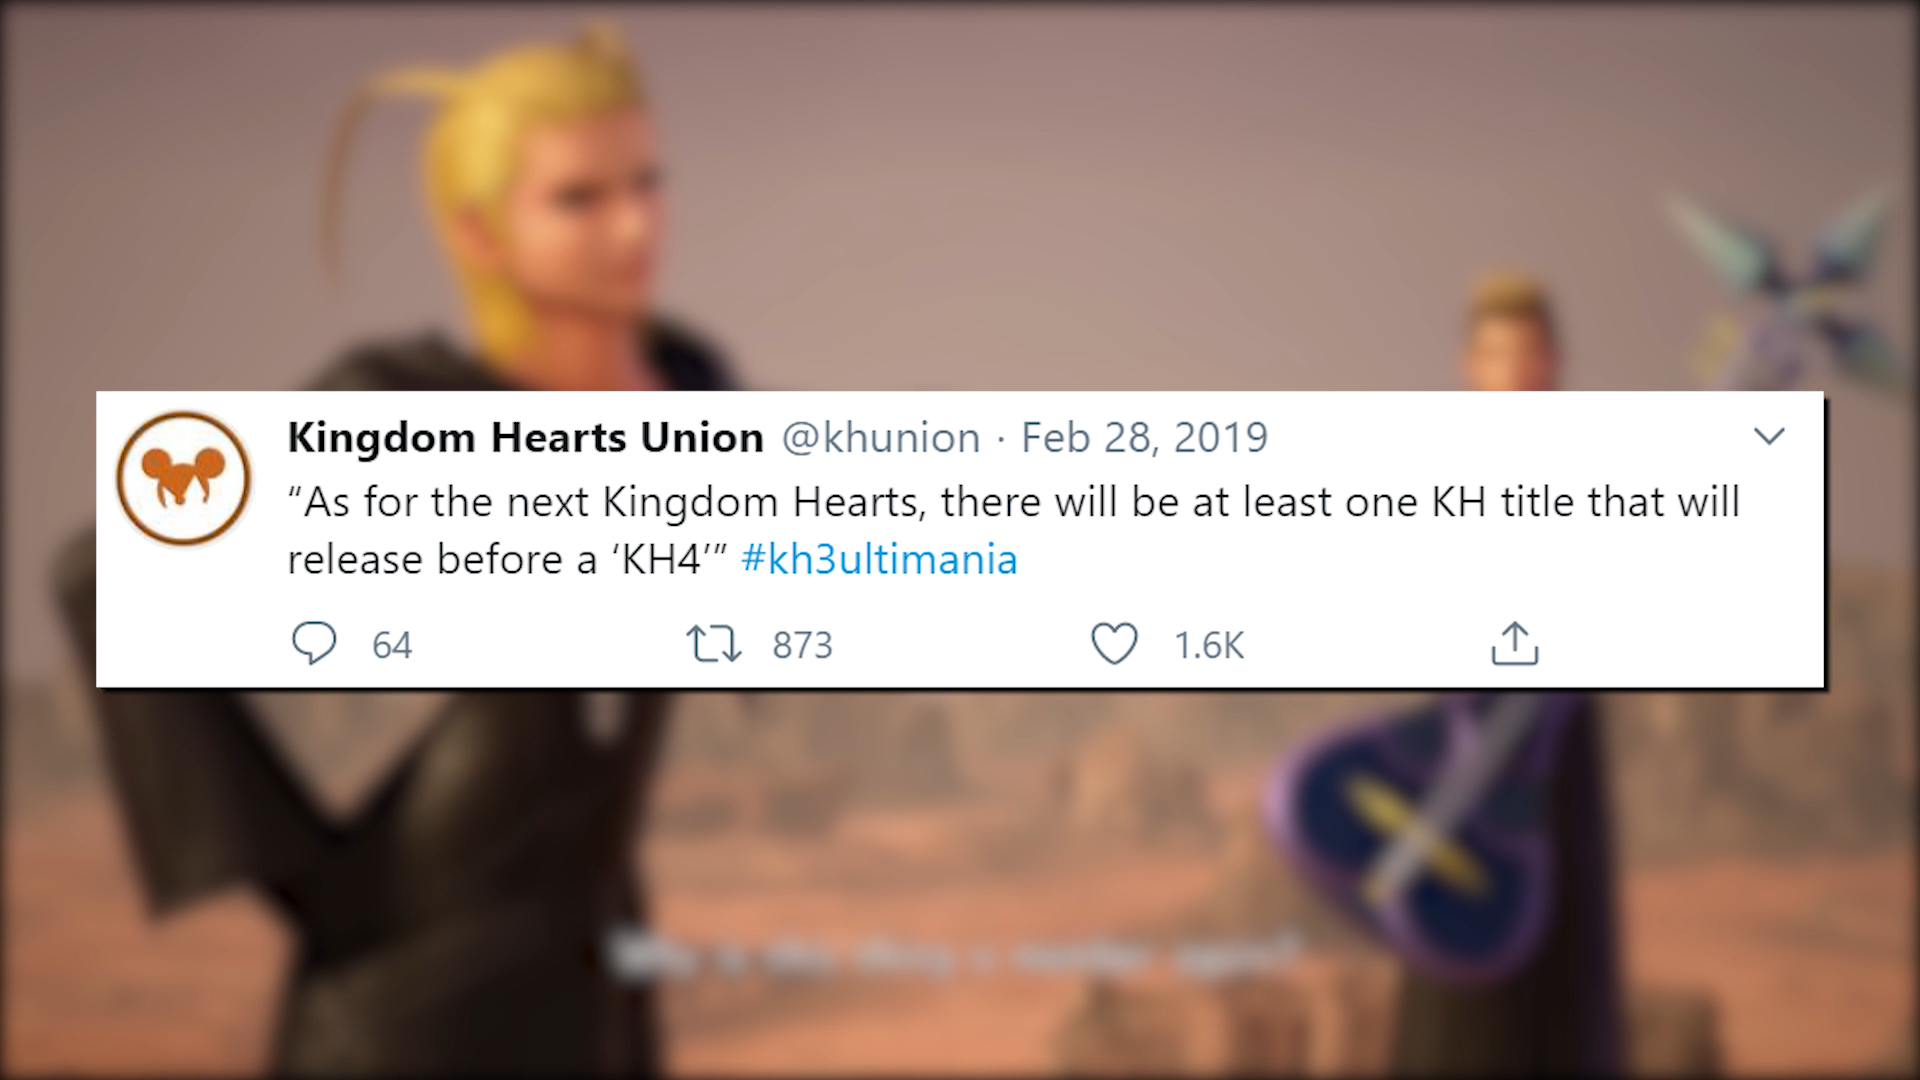 Kingdom Hearts Union @khunion · Feb 28, 2019
“As for the next Kingdom Hearts, there will be at least one KH title that will
release before a ‘KH4’” #kh3ultimania
64 873 1.6K